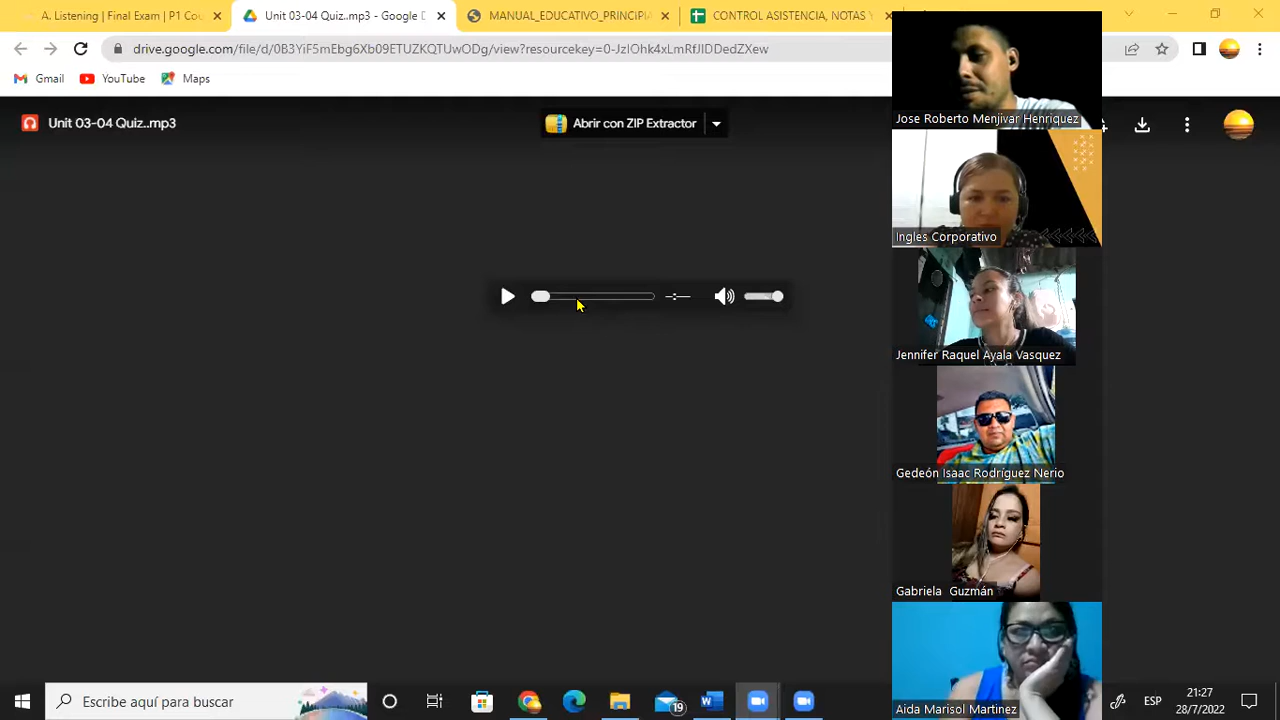 A. Listening | Final Exam | P1 Co
Unit 03-04 Quiz..mp3 - Google D
MANUAL_EDUCATIVO_PRINCIPIA
CONTROL ASISTENCIA, NOTAS Y
drive.google.com/file/d/0B3YiF5mEbg6Xb09ETUZKQTUwODg/view?resourcekey=0-JzIOhk4xLmRfJIDDedZXew
Gmail
YouTube
Maps
Unit 03-04 Quiz..mp3
Abrir con ZIP Extractor
Jose Roberto Menjivar Henriquez
Ingles Corporativo
Jennifer Raquel Ayala Vasquez
Gedeón Isaac Rodríguez Nerio
Gabriela Guzmán
Aida Marisol Martinez
Escribe aquí para buscar
19
ESP
21:27
28/7/2022